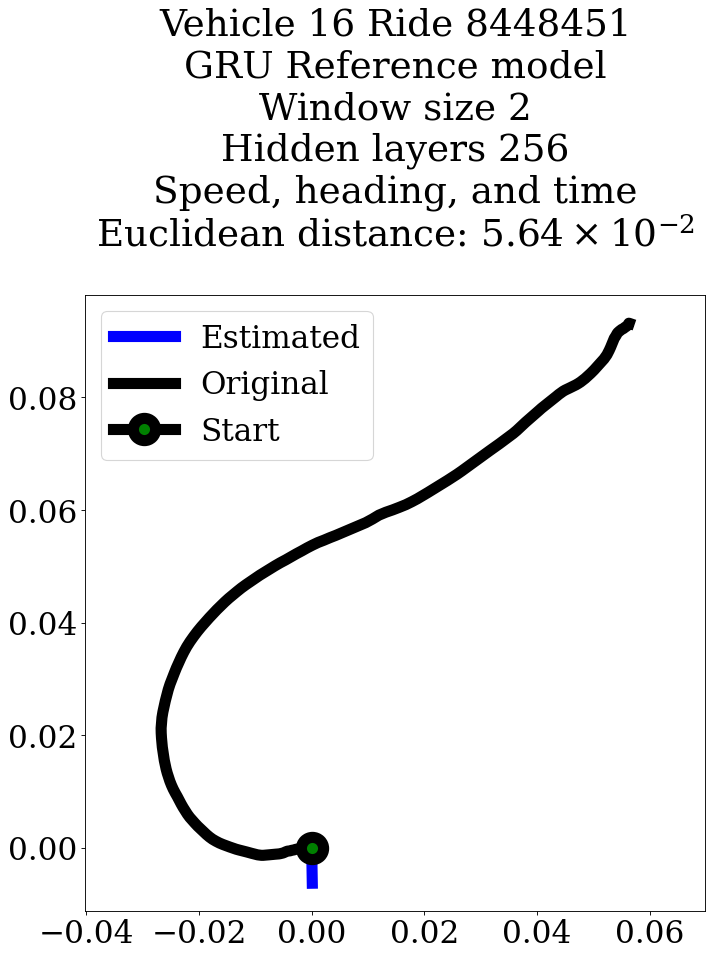 Vehicle 16 Ride 8448451
GRU Reference model
Window size 2
Hidden layers 256
Speed, heading, and time
Euclidean distance: 5.64 × 10⁻²
Estimated
Original
Start
0.08
0.06
0.04
0.02
0.00
−0.04 −0.02 0.00 0.02 0.04 0.06